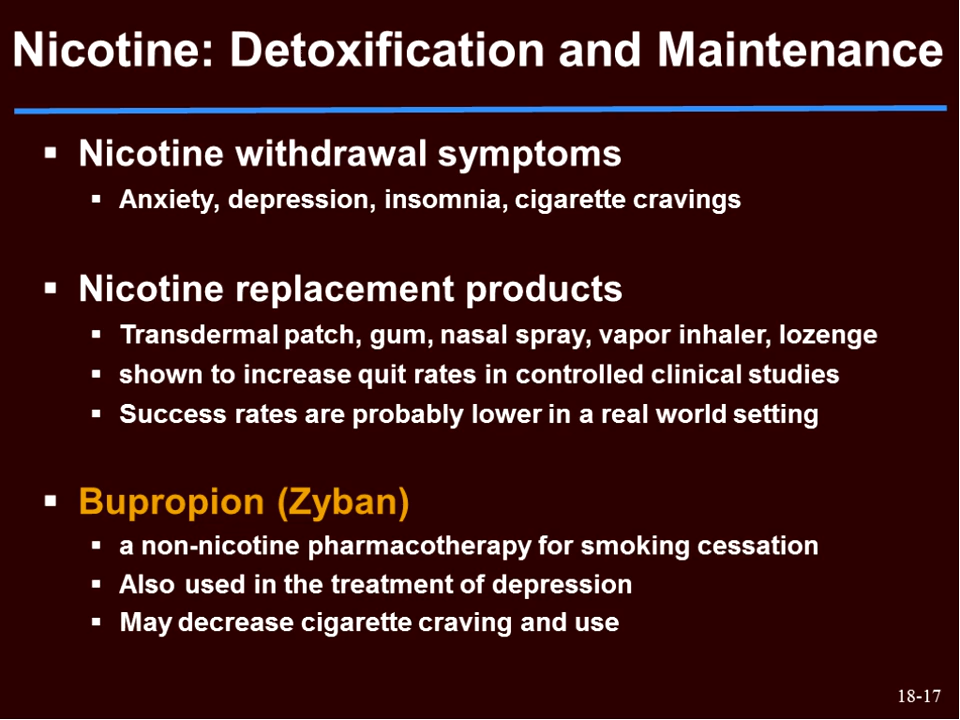 Nicotine: Detoxification and Maintenance
▪ Nicotine withdrawal symptoms
▪ Anxiety, depression, insomnia, cigarette cravings
▪ Nicotine replacement products
▪ Transdermal patch, gum, nasal spray, vapor inhaler, lozenge
▪ shown to increase quit rates in controlled clinical studies
▪ Success rates are probably lower in a real world setting
▪ Bupropion (Zyban)
▪ a non-nicotine pharmacotherapy for smoking cessation
▪ Also used in the treatment of depression
▪ May decrease cigarette craving and use
18-17